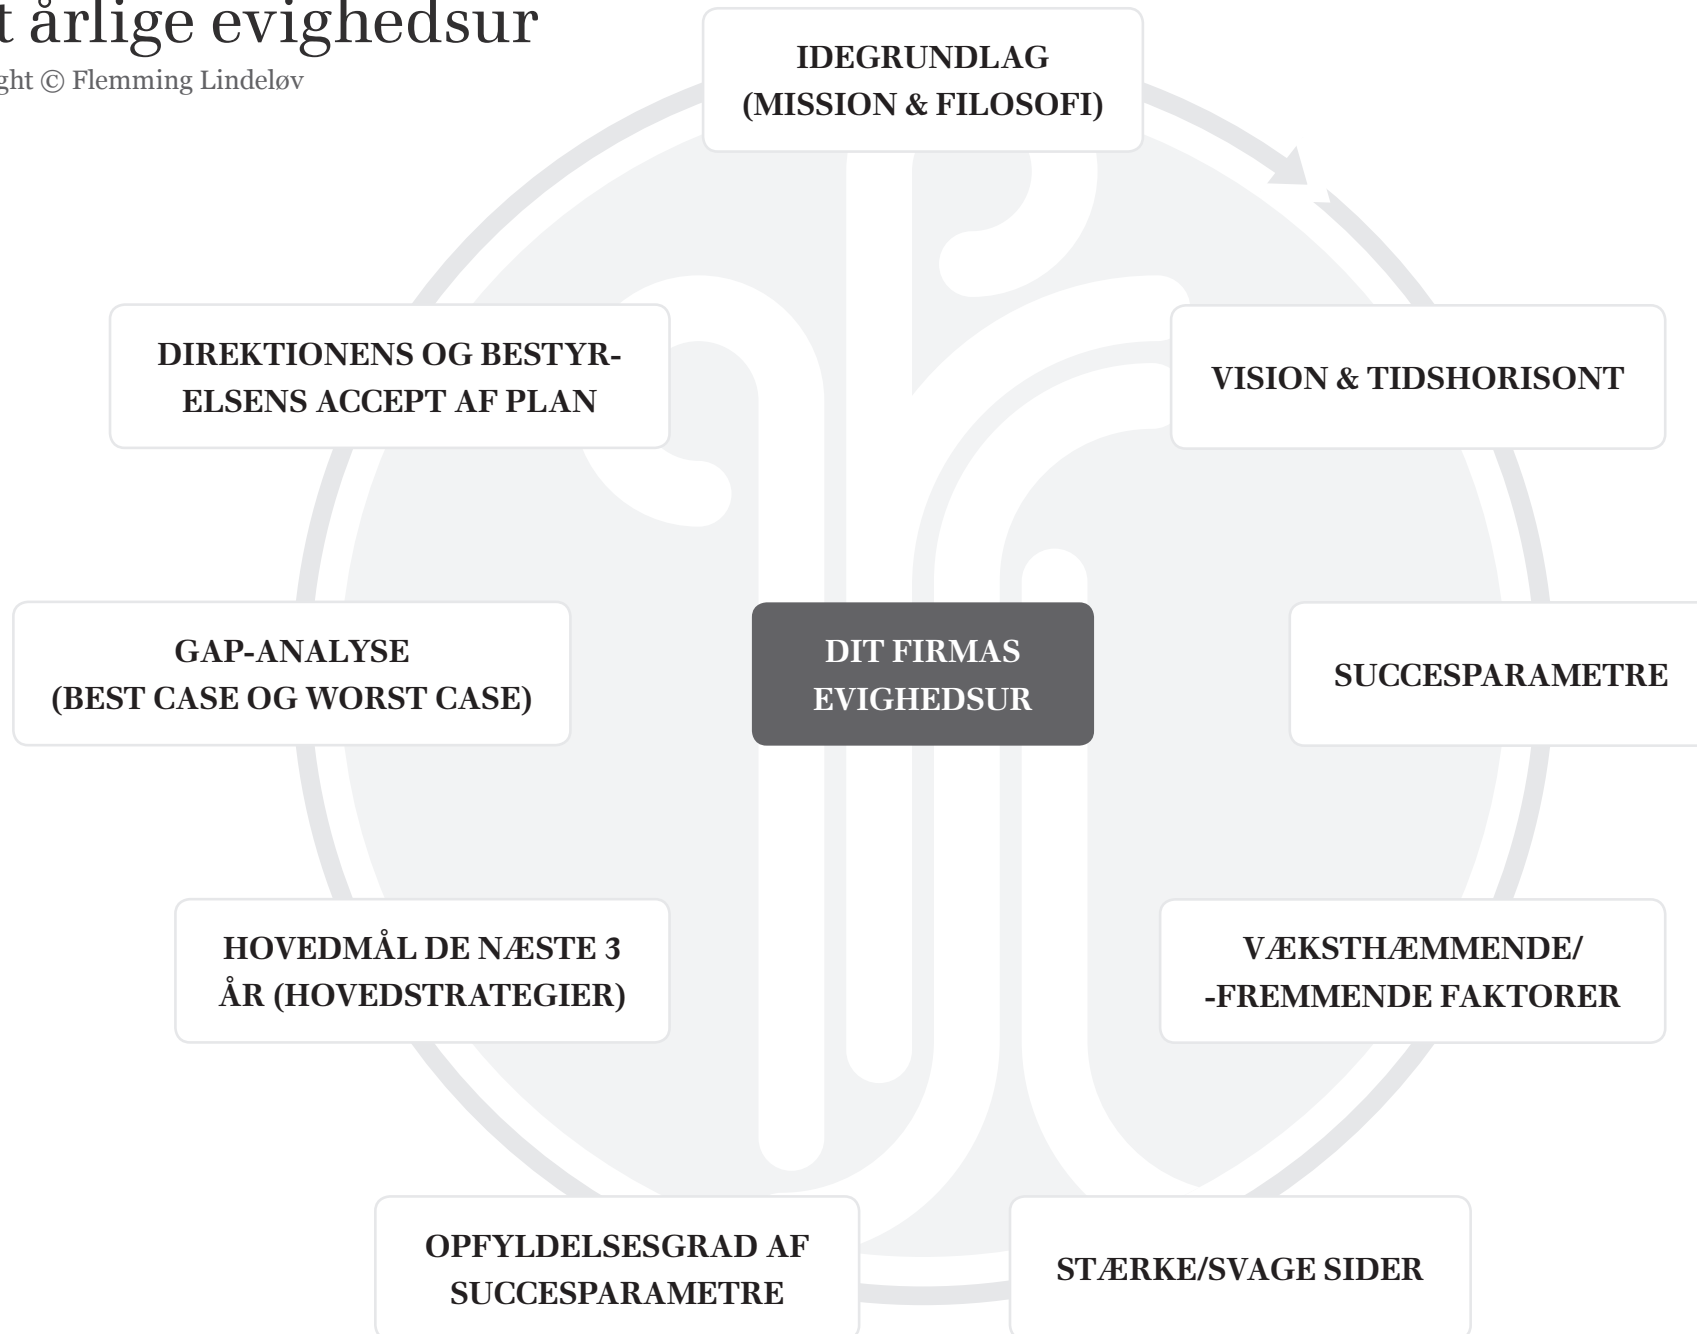 t årlige evighedsur
ght © Flemming Lindeløv
IDEGRUNDLAG
(MISSION & FILOSOFI)
VISION & TIDSHORISONT
SUCCESPARAMETRE
VÆKSTHÆMMENDE/
-FREMMENDE FAKTORER
STÆRKE/SVAGE SIDER
OPFYLDELSESGRAD AF
SUCCESPARAMETRE
HOVEDMÅL DE NÆSTE 3
ÅR (HOVEDSTRATEGIER)
GAP-ANALYSE
(BEST CASE OG WORST CASE)
DIREKTIONENS OG BESTYR-
ELSENS ACCEPT AF PLAN
DIT FIRMAS
EVIGHEDSUR